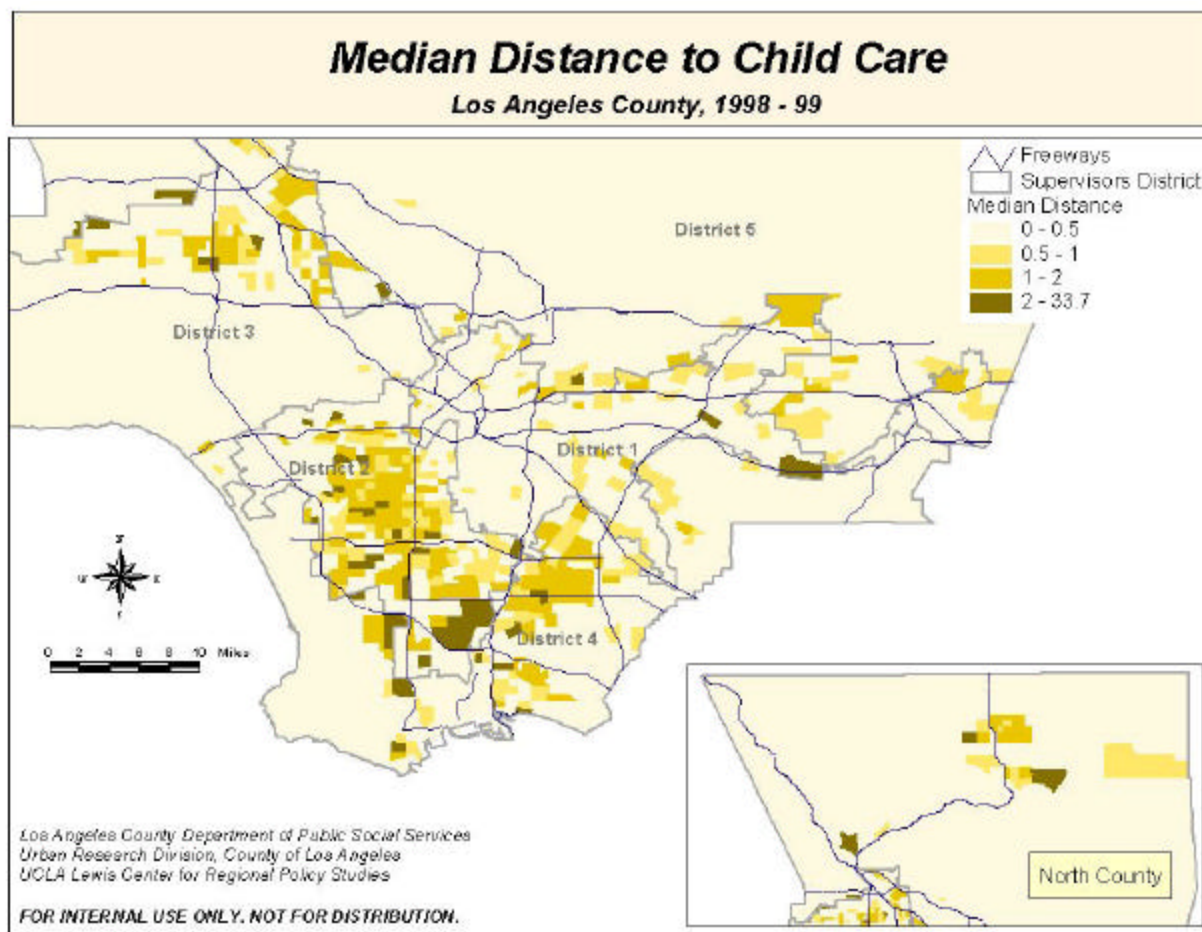 Median Distance to Child Care
Los Angeles County, 1998 - 99
Freeways
Supervisors District
Median Distance
0 - 0.5
0.5 - 1
1 - 2
2 - 33.7
District 5
District 3
District 2
District 1
District 4
0 2 4 6 8 10 Miles
North County
Los Angeles County Department of Public Social Services
Urban Research Division, County of Los Angeles
UCLA Lewis Center for Regional Policy Studies
FOR INTERNAL USE ONLY. NOT FOR DISTRIBUTION.